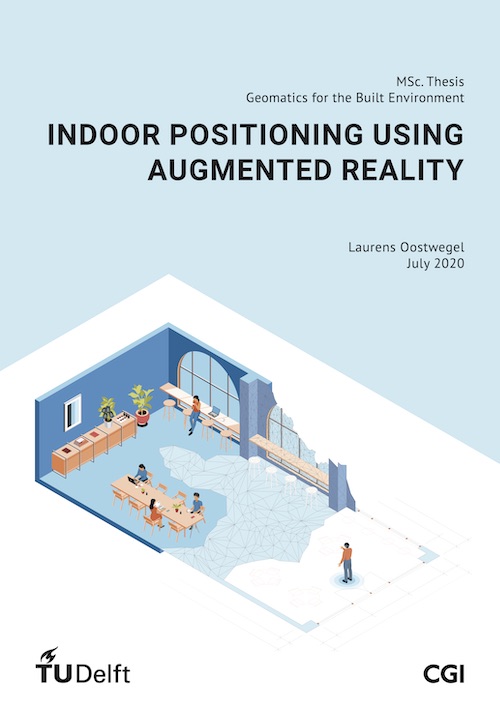 MSc. Thesis
Geomatics for the Built Environment
INDOOR POSITIONING USING
AUGMENTED REALITY
Laurens Oostwegel
July 2020
TU Delft
CGI